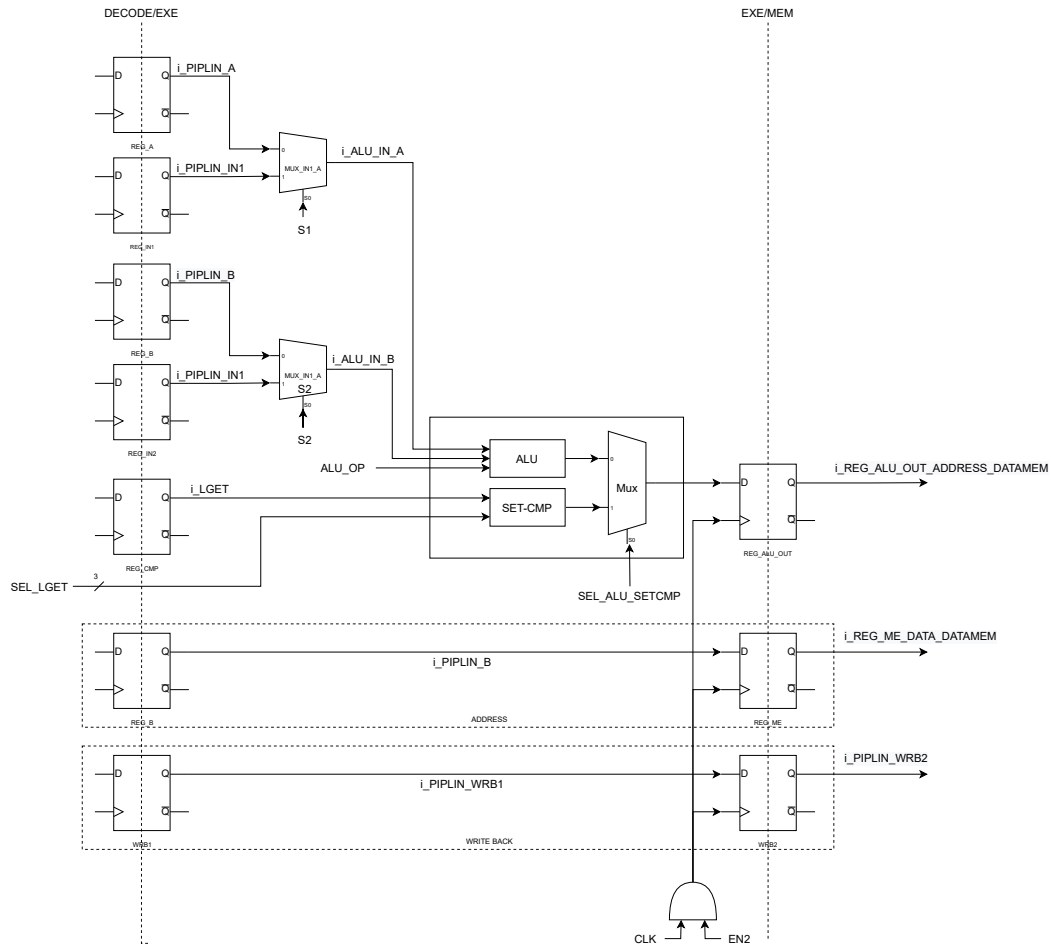 DECODE/EXE
EXE/MEM
D
Q
i_PIPLIN_A
Q
REG_A
0
MUX_IN1_A
1
S0
S1
i_ALU_IN_A
D
Q
i_PIPLIN_IN1
Q
REG_IN1
D
Q
i_PIPLIN_B
Q
REG_B
0
MUX_IN1_A
1
S2
S0
S2
i_ALU_IN_B
D
Q
i_PIPLIN_IN1
Q
REG_IN2
ALU_OP
ALU
SET-CMP
0
Mux
1
S0
SEL_ALU_SETCMP
D
Q
i_LGET
Q
REG_CMP
SEL_LGET
3
D
Q
i_REG_ALU_OUT_ADDRESS_DATAMEM
Q
REG_ALU_OUT
D
Q
Q
REG_B
i_PIPLIN_B
ADDRESS
D
Q
i_REG_ME_DATA_DATAMEM
Q
REG_ME
D
Q
Q
WRB1
i_PIPLIN_WRB1
WRITE BACK
D
Q
i_PIPLIN_WRB2
Q
WRB2
CLK
EN2